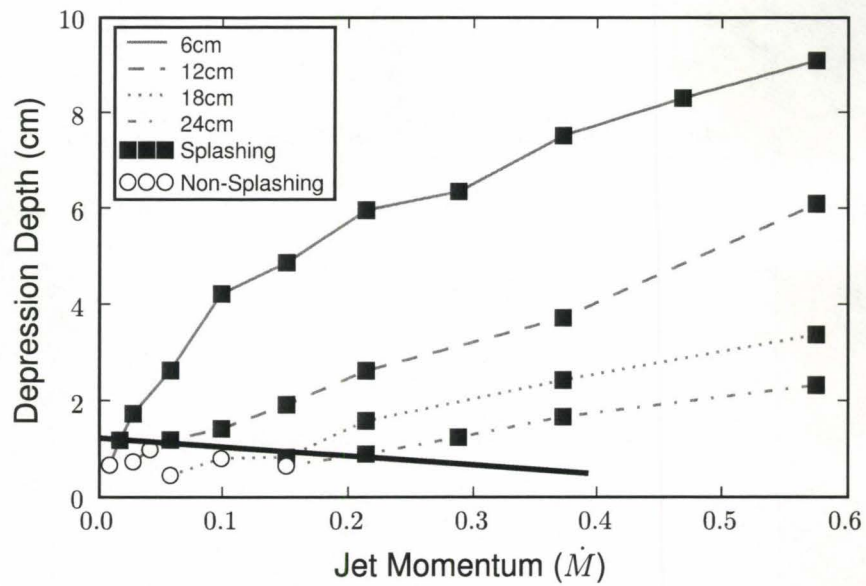 10
8
6
4
2
0
Depression Depth (cm)
6cm
12cm
18cm
24cm
Splashing
Non-Splashing
0.0 0.1 0.2 0.3 0.4 0.5 0.6
Jet Momentum (Ṁ)